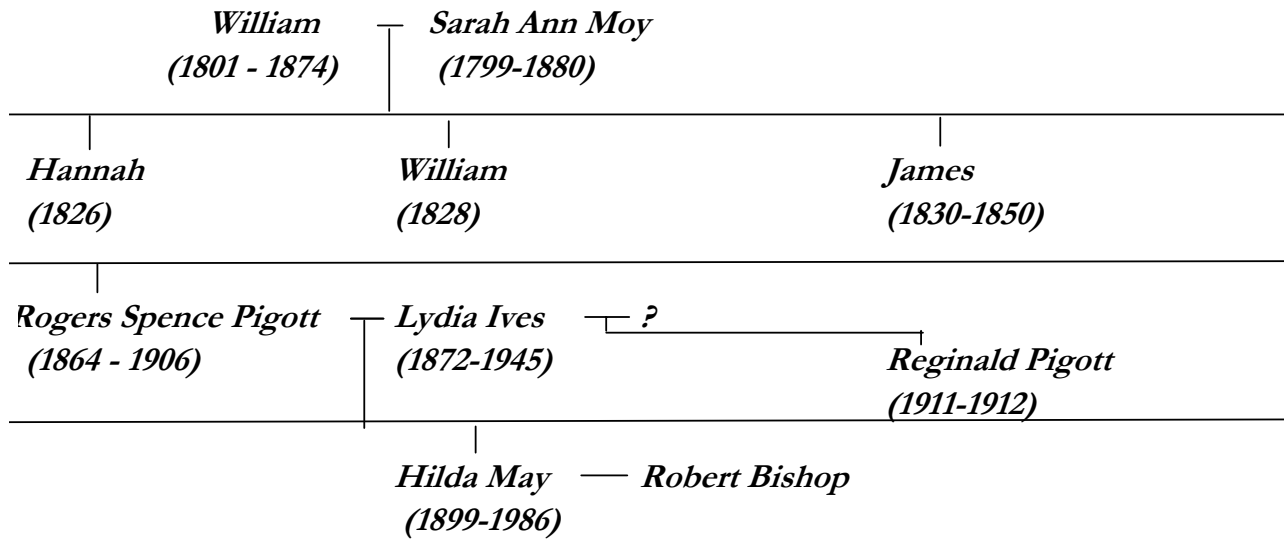 William — Sarah Ann Moy
(1801 - 1874) (1799-1880)
Hannah William James
(1826) (1828) (1830-1850)
Rogers Spence Pigott — Lydia Ives — ?
(1864 - 1906) (1872-1945) Reginald Pigott
(1911-1912)
Hilda May — Robert Bishop
(1899-1986)